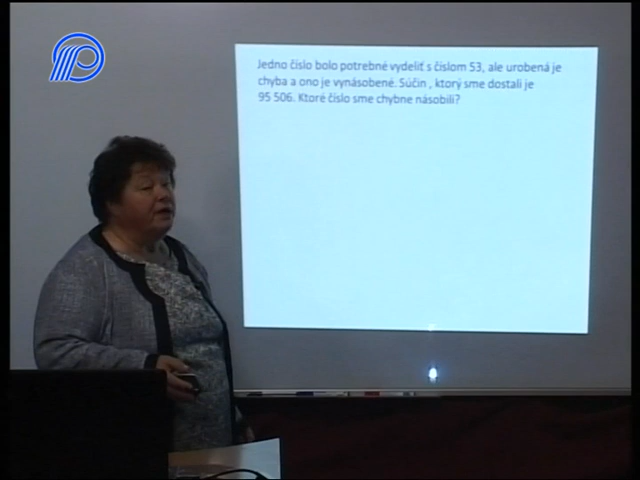 Jedno číslo bolo potrebné vydeliť s číslom 53, ale urobená je
chyba a ono je vynásobené. Súčin , ktorý sme dostali je
95 506. Ktoré číslo sme chybne násobili?